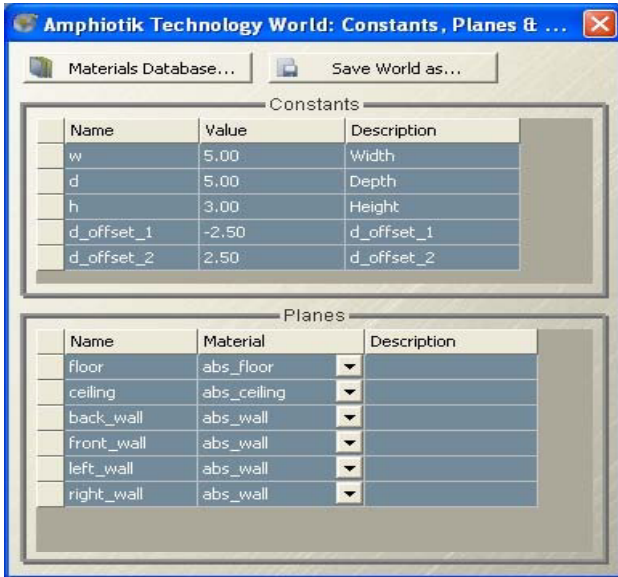 Amphiotik Technology World: Constants, Planes & ...
Materials Database... Save World as...
Constants
Name Value Description
w 5.00 Width
d 5.00 Depth
h 3.00 Height
d_offset_1 -2.50 d_offset_1
d_offset_2 2.50 d_offset_2
Planes
Name Material Description
floor abs_floor
ceiling abs_ceiling
back_wall abs_wall
front_wall abs_wall
left_wall abs_wall
right_wall abs_wall